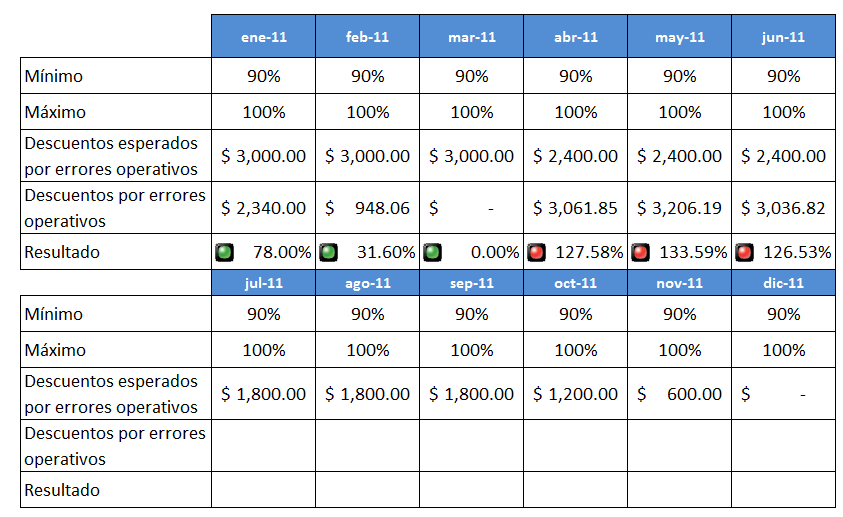 ene-11 feb-11 mar-11 abr-11 may-11 jun-11
Mínimo 90% 90% 90% 90% 90% 90%
Máximo 100% 100% 100% 100% 100% 100%
Descuentos esperados
por errores operativos $ 3,000.00 $ 3,000.00 $ 3,000.00 $ 2,400.00 $ 2,400.00 $ 2,400.00
Descuentos por errores
operativos $ 2,340.00 $ 948.06 $ - $ 3,061.85 $ 3,206.19 $ 3,036.82
Resultado 78.00% 31.60% 0.00% 127.58% 133.59% 126.53%
jul-11 ago-11 sep-11 oct-11 nov-11 dic-11
Mínimo 90% 90% 90% 90% 90% 90%
Máximo 100% 100% 100% 100% 100% 100%
Descuentos esperados
por errores operativos $ 1,800.00 $ 1,800.00 $ 1,800.00 $ 1,200.00 $ 600.00 $ -
Descuentos por errores
operativos
Resultado